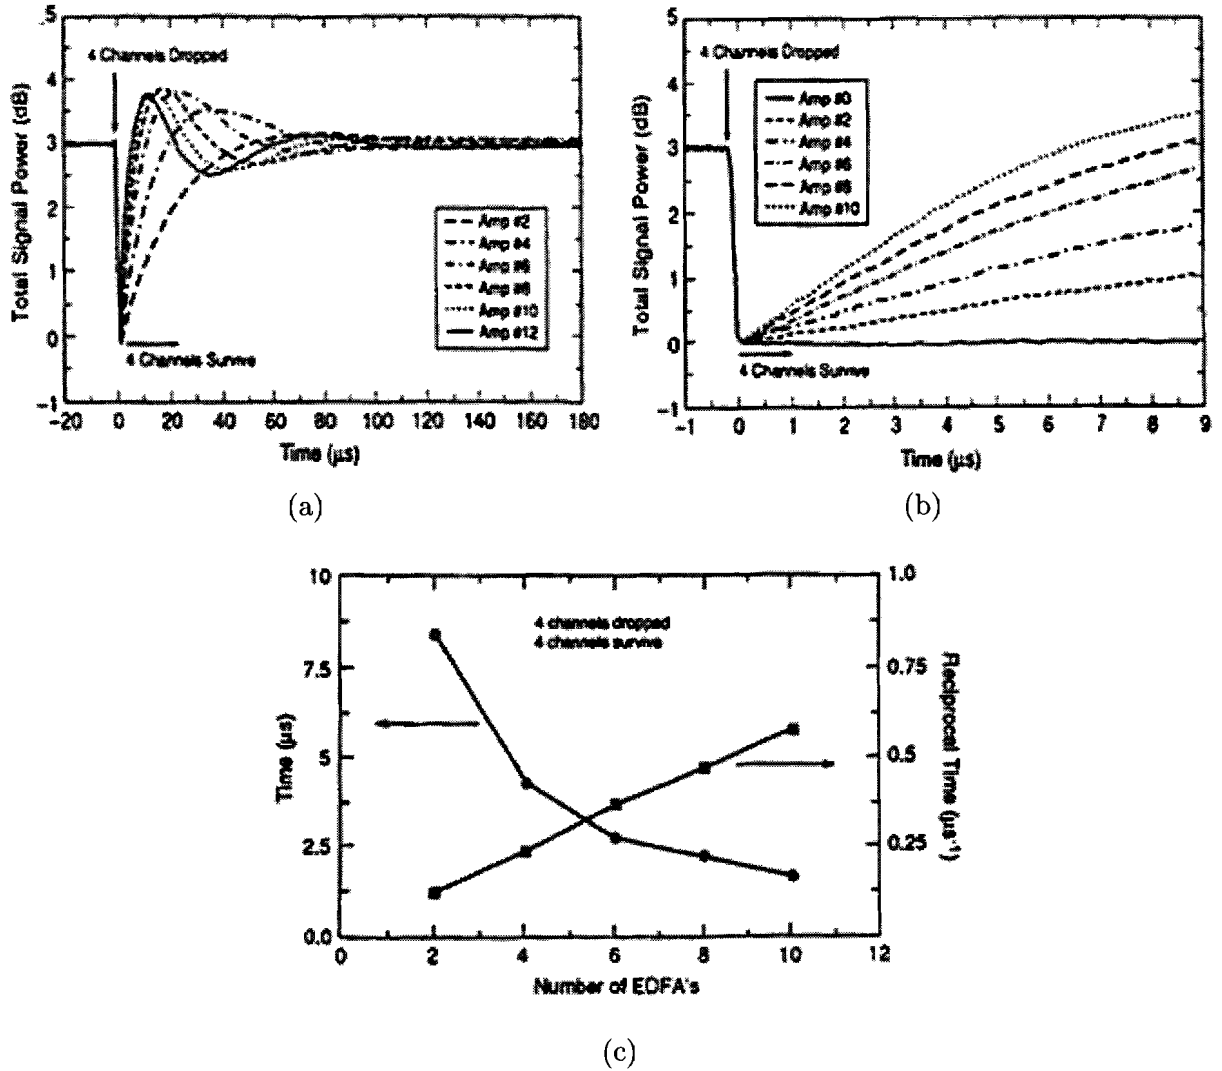 5
4 Channels Dropped
4
3
2
1
0
-1
Total Signal Power (dB)
Amp #2
Amp #4
Amp #6
Amp #8
Amp #10
Amp #12
4 Channels Survive
-20 0 20 40 60 80 100 120 140 160 180
Time (μs)
(a)
5
4 Channels Dropped
4
3
2
1
0
-1
Total Signal Power (dB)
Amp #0
Amp #2
Amp #4
Amp #6
Amp #8
Amp #10
4 Channels Survive
-1 0 1 2 3 4 5 6 7 8 9
Time (μs)
(b)
10
7.5
5
2.5
0.0
Time (μs)
4 channels dropped
4 channels survive
1.0
0.75
0.5
0.25
Reciprocal Time (μs⁻¹)
0 2 4 6 8 10 12
Number of EDFA's
(c)